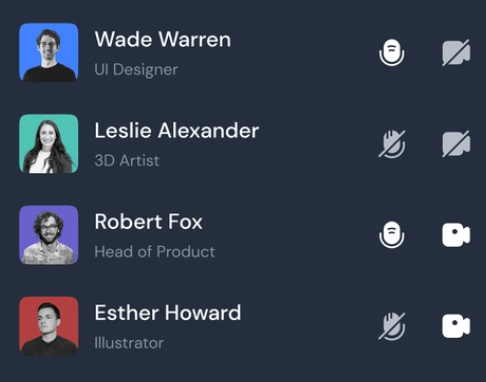 Wade Warren
UI Designer
Leslie Alexander
3D Artist
Robert Fox
Head of Product
Esther Howard
Illustrator